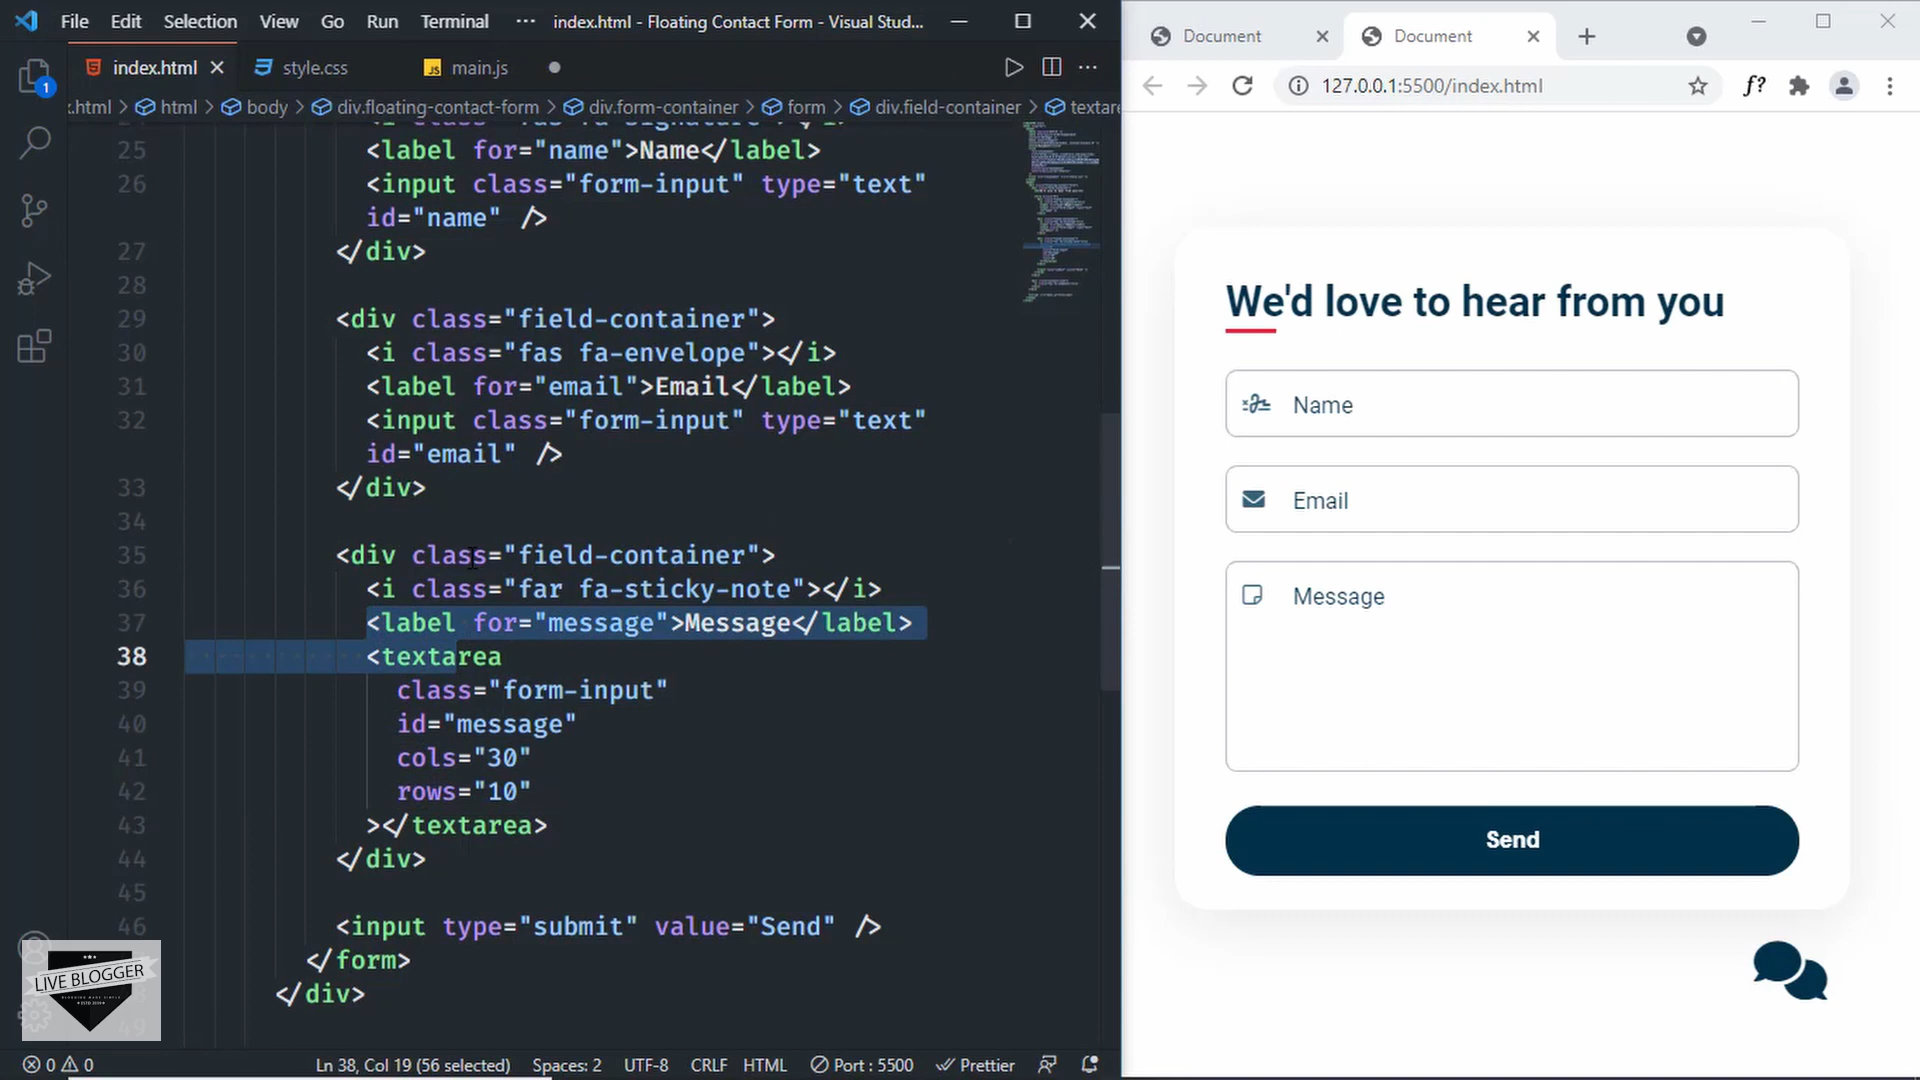 File Edit Selection View Go Run Terminal ··· index.html - Floating Contact Form - Visual Stud...
index.html style.css main.js
x.html > html > body > div.floating-contact-form > div.form-container > form > div.field-container > textare
<i class="fas fa-signature"></i>
25 <label for="name">Name</label>
26 <input class="form-input" type="text"
id="name" />
27 </div>
28
29 <div class="field-container">
30 <i class="fas fa-envelope"></i>
31 <label for="email">Email</label>
32 <input class="form-input" type="text"
id="email" />
33 </div>
34
35 <div class="field-container">
36 <i class="far fa-sticky-note"></i>
37 <label for="message">Message</label>
38 <textarea
39 class="form-input"
40 id="message"
41 cols="30"
42 rows="10"
43 ></textarea>
44 </div>
45
46 <input type="submit" value="Send" />
</form>
</div>
49
LIVE BLOGGER
0 0 Ln 38, Col 19 (56 selected) Spaces: 2 UTF-8 CRLF HTML Port : 5500 Prettier
1
Document Document
127.0.0.1:5500/index.html f?
We'd love to hear from you
Name
Email
Message
Send